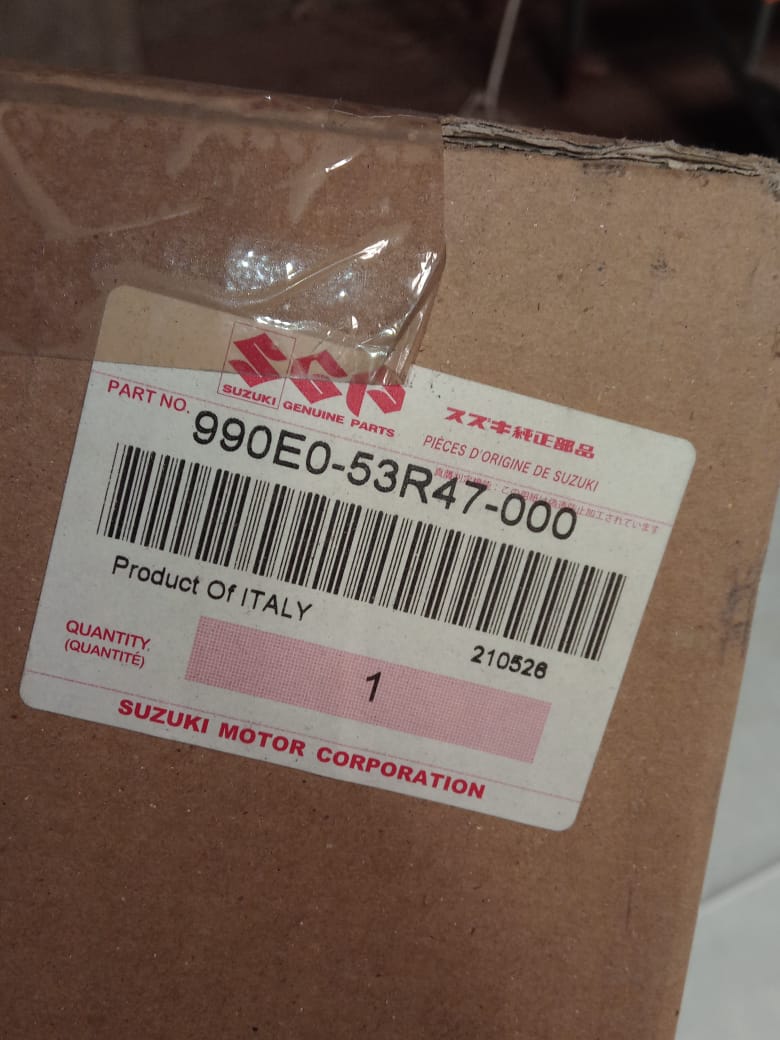 SUZUKI GENUINE PARTS
スズキ純正部品
PART NO.
PIÈCES D'ORIGINE DE SUZUKI
990E0-53R47-000
Product Of ITALY
210526
QUANTITY
(QUANTITÉ)
1
SUZUKI MOTOR CORPORATION